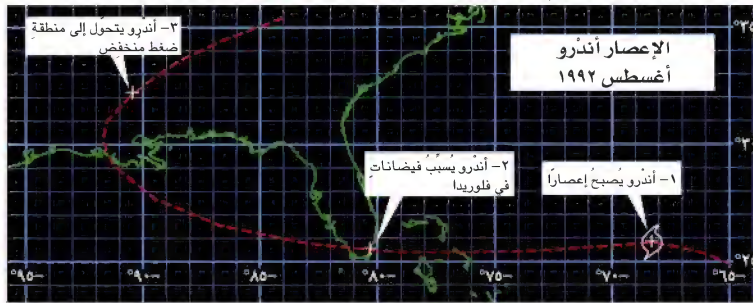 الإعصار أندْرو
أغسطس ١٩٩٢
٣- أندْرو يتحوّل إلى منطقة
ضغط منخفض
٢- أندْرو يُسبِّبُ فيضاناتٍ
في فلوريدا
١- أندْرو يُصبحُ إعصارًا
°٣٥
°٣٠
°٢٥
°٩٥- °٩٠- °٨٥- °٨٠- °٧٥- °٧٠- °٦٥-